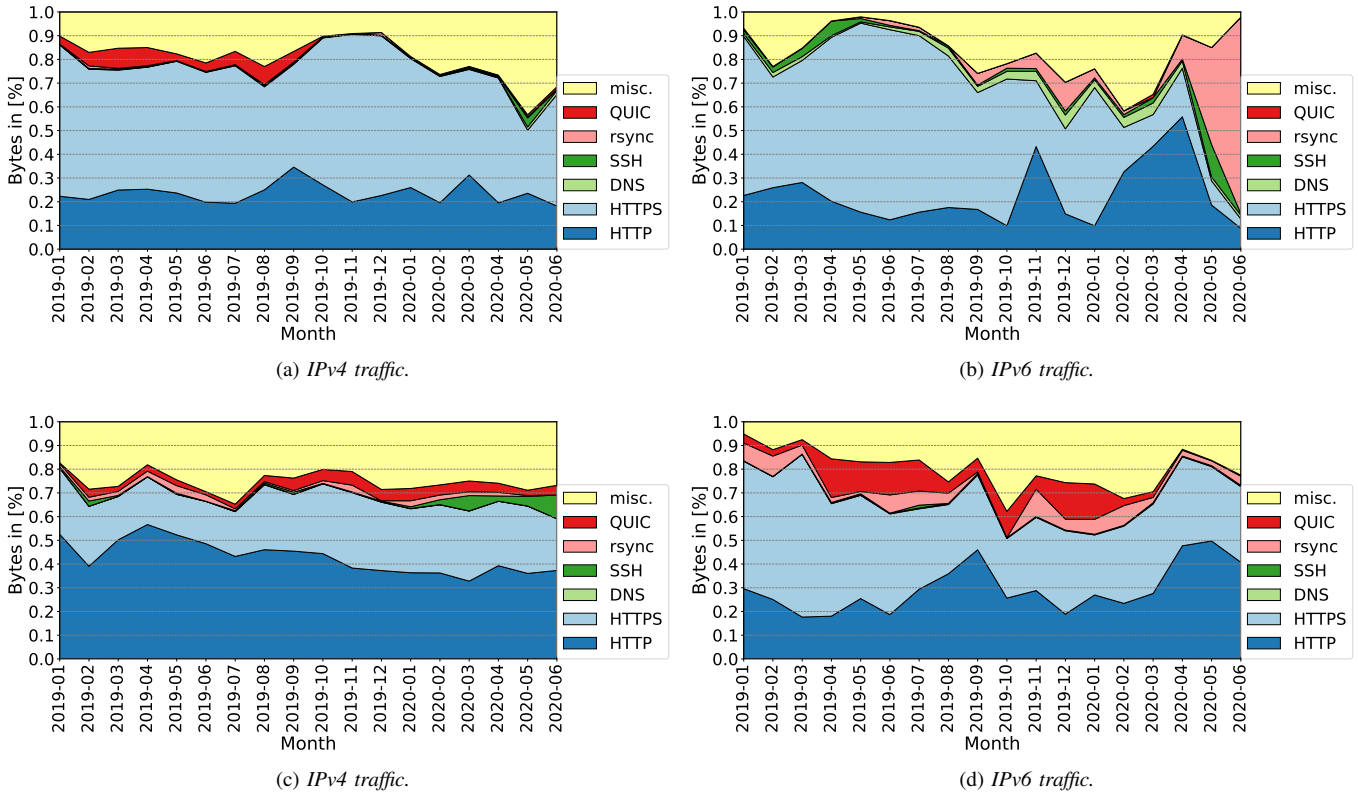 1.0
0.9
0.8
0.7
0.6
0.5
0.4
0.3
0.2
0.1
0.0
Bytes in [%]
2019-01
2019-02
2019-03
2019-04
2019-05
2019-06
2019-07
2019-08
2019-09
2019-10
2019-11
2019-12
2020-01
2020-02
2020-03
2020-04
2020-05
2020-06
Month
misc.
QUIC
rsync
SSH
DNS
HTTPS
HTTP
(a) IPv4 traffic.
1.0
0.9
0.8
0.7
0.6
0.5
0.4
0.3
0.2
0.1
0.0
Bytes in [%]
2019-01
2019-02
2019-03
2019-04
2019-05
2019-06
2019-07
2019-08
2019-09
2019-10
2019-11
2019-12
2020-01
2020-02
2020-03
2020-04
2020-05
2020-06
Month
misc.
QUIC
rsync
SSH
DNS
HTTPS
HTTP
(b) IPv6 traffic.
1.0
0.9
0.8
0.7
0.6
0.5
0.4
0.3
0.2
0.1
0.0
Bytes in [%]
2019-01
2019-02
2019-03
2019-04
2019-05
2019-06
2019-07
2019-08
2019-09
2019-10
2019-11
2019-12
2020-01
2020-02
2020-03
2020-04
2020-05
2020-06
Month
misc.
QUIC
rsync
SSH
DNS
HTTPS
HTTP
(c) IPv4 traffic.
1.0
0.9
0.8
0.7
0.6
0.5
0.4
0.3
0.2
0.1
0.0
Bytes in [%]
2019-01
2019-02
2019-03
2019-04
2019-05
2019-06
2019-07
2019-08
2019-09
2019-10
2019-11
2019-12
2020-01
2020-02
2020-03
2020-04
2020-05
2020-06
Month
misc.
QUIC
rsync
SSH
DNS
HTTPS
HTTP
(d) IPv6 traffic.